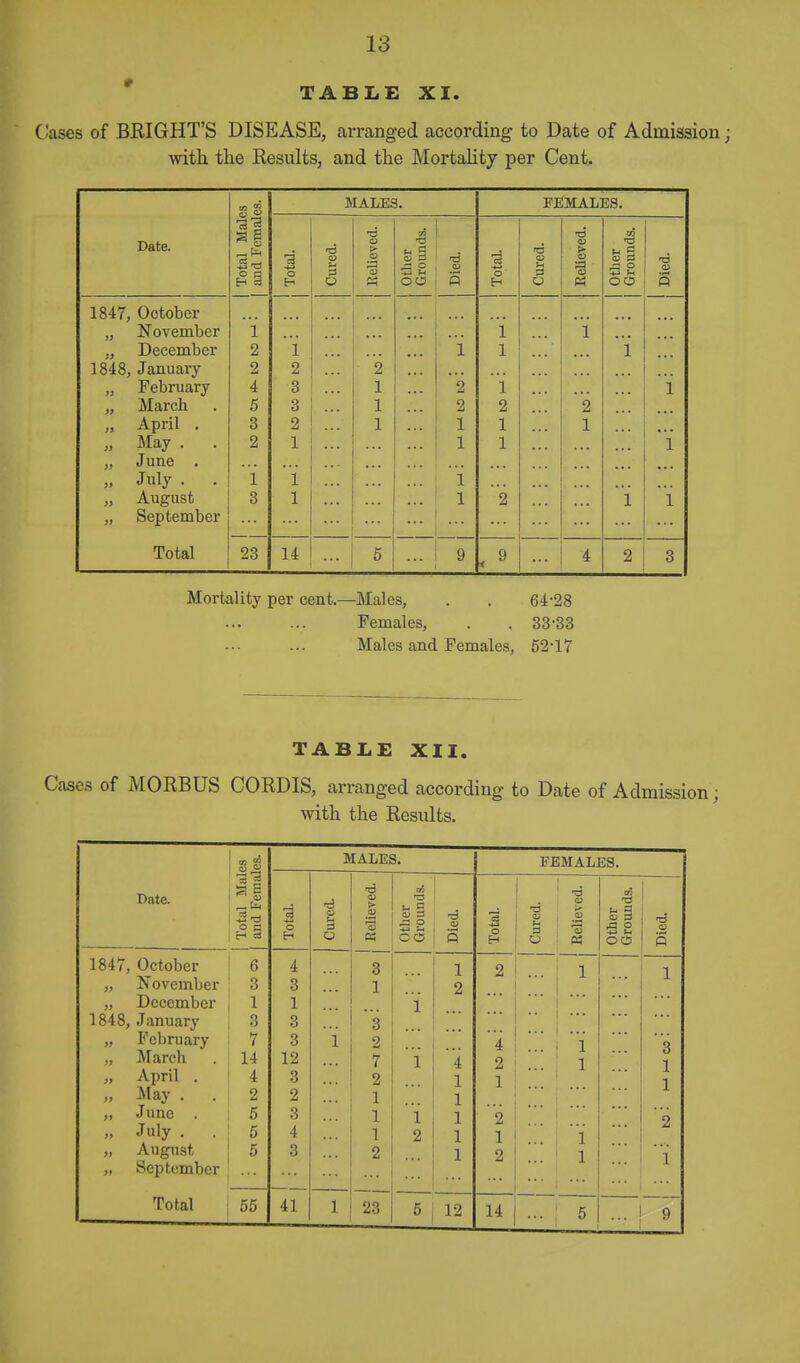 13
TABLE XI.
Cases of BRIGHT'S DISEASE, arranged according to Date of Admission;
with the Results, and the Mortality per Cent.
Date. | Total Males and Females. | MALES. | FEMALES.
Total. | Cured. | Relieved. | Other Grounds. | Died. | Total. | Cured. | Relieved. | Other Grounds. | Died.
1847, October | ... | ... | ... | ... | ... | ... | ... | ... | ... | ... | ...
„ November | 1 | ... | ... | ... | ... | ... | 1 | ... | 1 | ... | ...
„ December | 2 | 1 | ... | ... | ... | 1 | 1 | ... | ... | 1 | ...
1848, January | 2 | 2 | ... | 2 | ... | ... | ... | ... | ... | ... | ...
„ February | 4 | 3 | ... | 1 | ... | 2 | 1 | ... | ... | ... | 1
„ March . | 5 | 3 | ... | 1 | ... | 2 | 2 | ... | 2 | ... | ...
„ April . | 3 | 2 | ... | 1 | ... | 1 | 1 | ... | 1 | ... | ...
„ May . . | 2 | 1 | ... | ... | ... | 1 | 1 | ... | ... | ... | 1
„ June . | ... | ... | ... | ... | ... | ... | ... | ... | ... | ... | ...
„ July . . | 1 | 1 | ... | ... | ... | 1 | ... | ... | ... | ... | ...
„ August | 3 | 1 | ... | ... | ... | 1 | 2 | ... | ... | 1 | 1
„ September | ... | ... | ... | ... | ... | ... | ... | ... | ... | ... | ...
Total | 23 | 14 | ... | 5 | ... | 9 | 9 | ... | 4 | 2 | 3
Mortality per cent.—Males, . . 64·28
... ... Females, . . 33·33
... ... Males and Females, 52·17
TABLE XII.
Cases of MORBUS CORDIS, arranged according to Date of Admission;
with the Results.
Date. | Total Males and Females. | MALES. | FEMALES.
Total. | Cured. | Relieved | Other Grounds. | Died. | Total. | Cured. | Relieved. | Other Grounds. | Died.
1847, October | 6 | 4 | ... | 3 | ... | 1 | 2 | ... | 1 | ... | 1
„ November | 3 | 3 | ... | 1 | ... | 2 | ... | ... | ... | ... | ...
„ December | 1 | 1 | ... | ... | 1 | ... | ... | ... | ... | ... | ...
1848, January | 3 | 3 | ... | 3 | ... | ... | ... | ... | ... | ... | ...
„ February | 7 | 3 | 1 | 2 | ... | ... | 4 | ... | 1 | ... | 3
„ March . | 14 | 12 | ... | 7 | 1 | 4 | 2 | ... | 1 | ... | 1
„ April . | 4 | 3 | ... | 2 | ... | 1 | 1 | ... | ... | ... | 1
„ May . . | 2 | 2 | ... | 1 | ... | 1 | ... | ... | ... | ... | ...
„ June . | 5 | 3 | ... | 1 | 1 | 1 | 2 | ... | ... | ... | 2
„ July . . | 5 | 4 | ... | 1 | 2 | 1 | 1 | ... | 1 | ... | ...
„ August | 5 | 3 | ... | 2 | ... | 1 | 2 | ... | 1 | ... | 1
„ September | ... | ... | ... | ... | ... | ... | ... | ... | ... | ... | ...
Total | 55 | 41 | 1 | 23 | 5 | 12 | 14 | ... | 5 | ... | 9